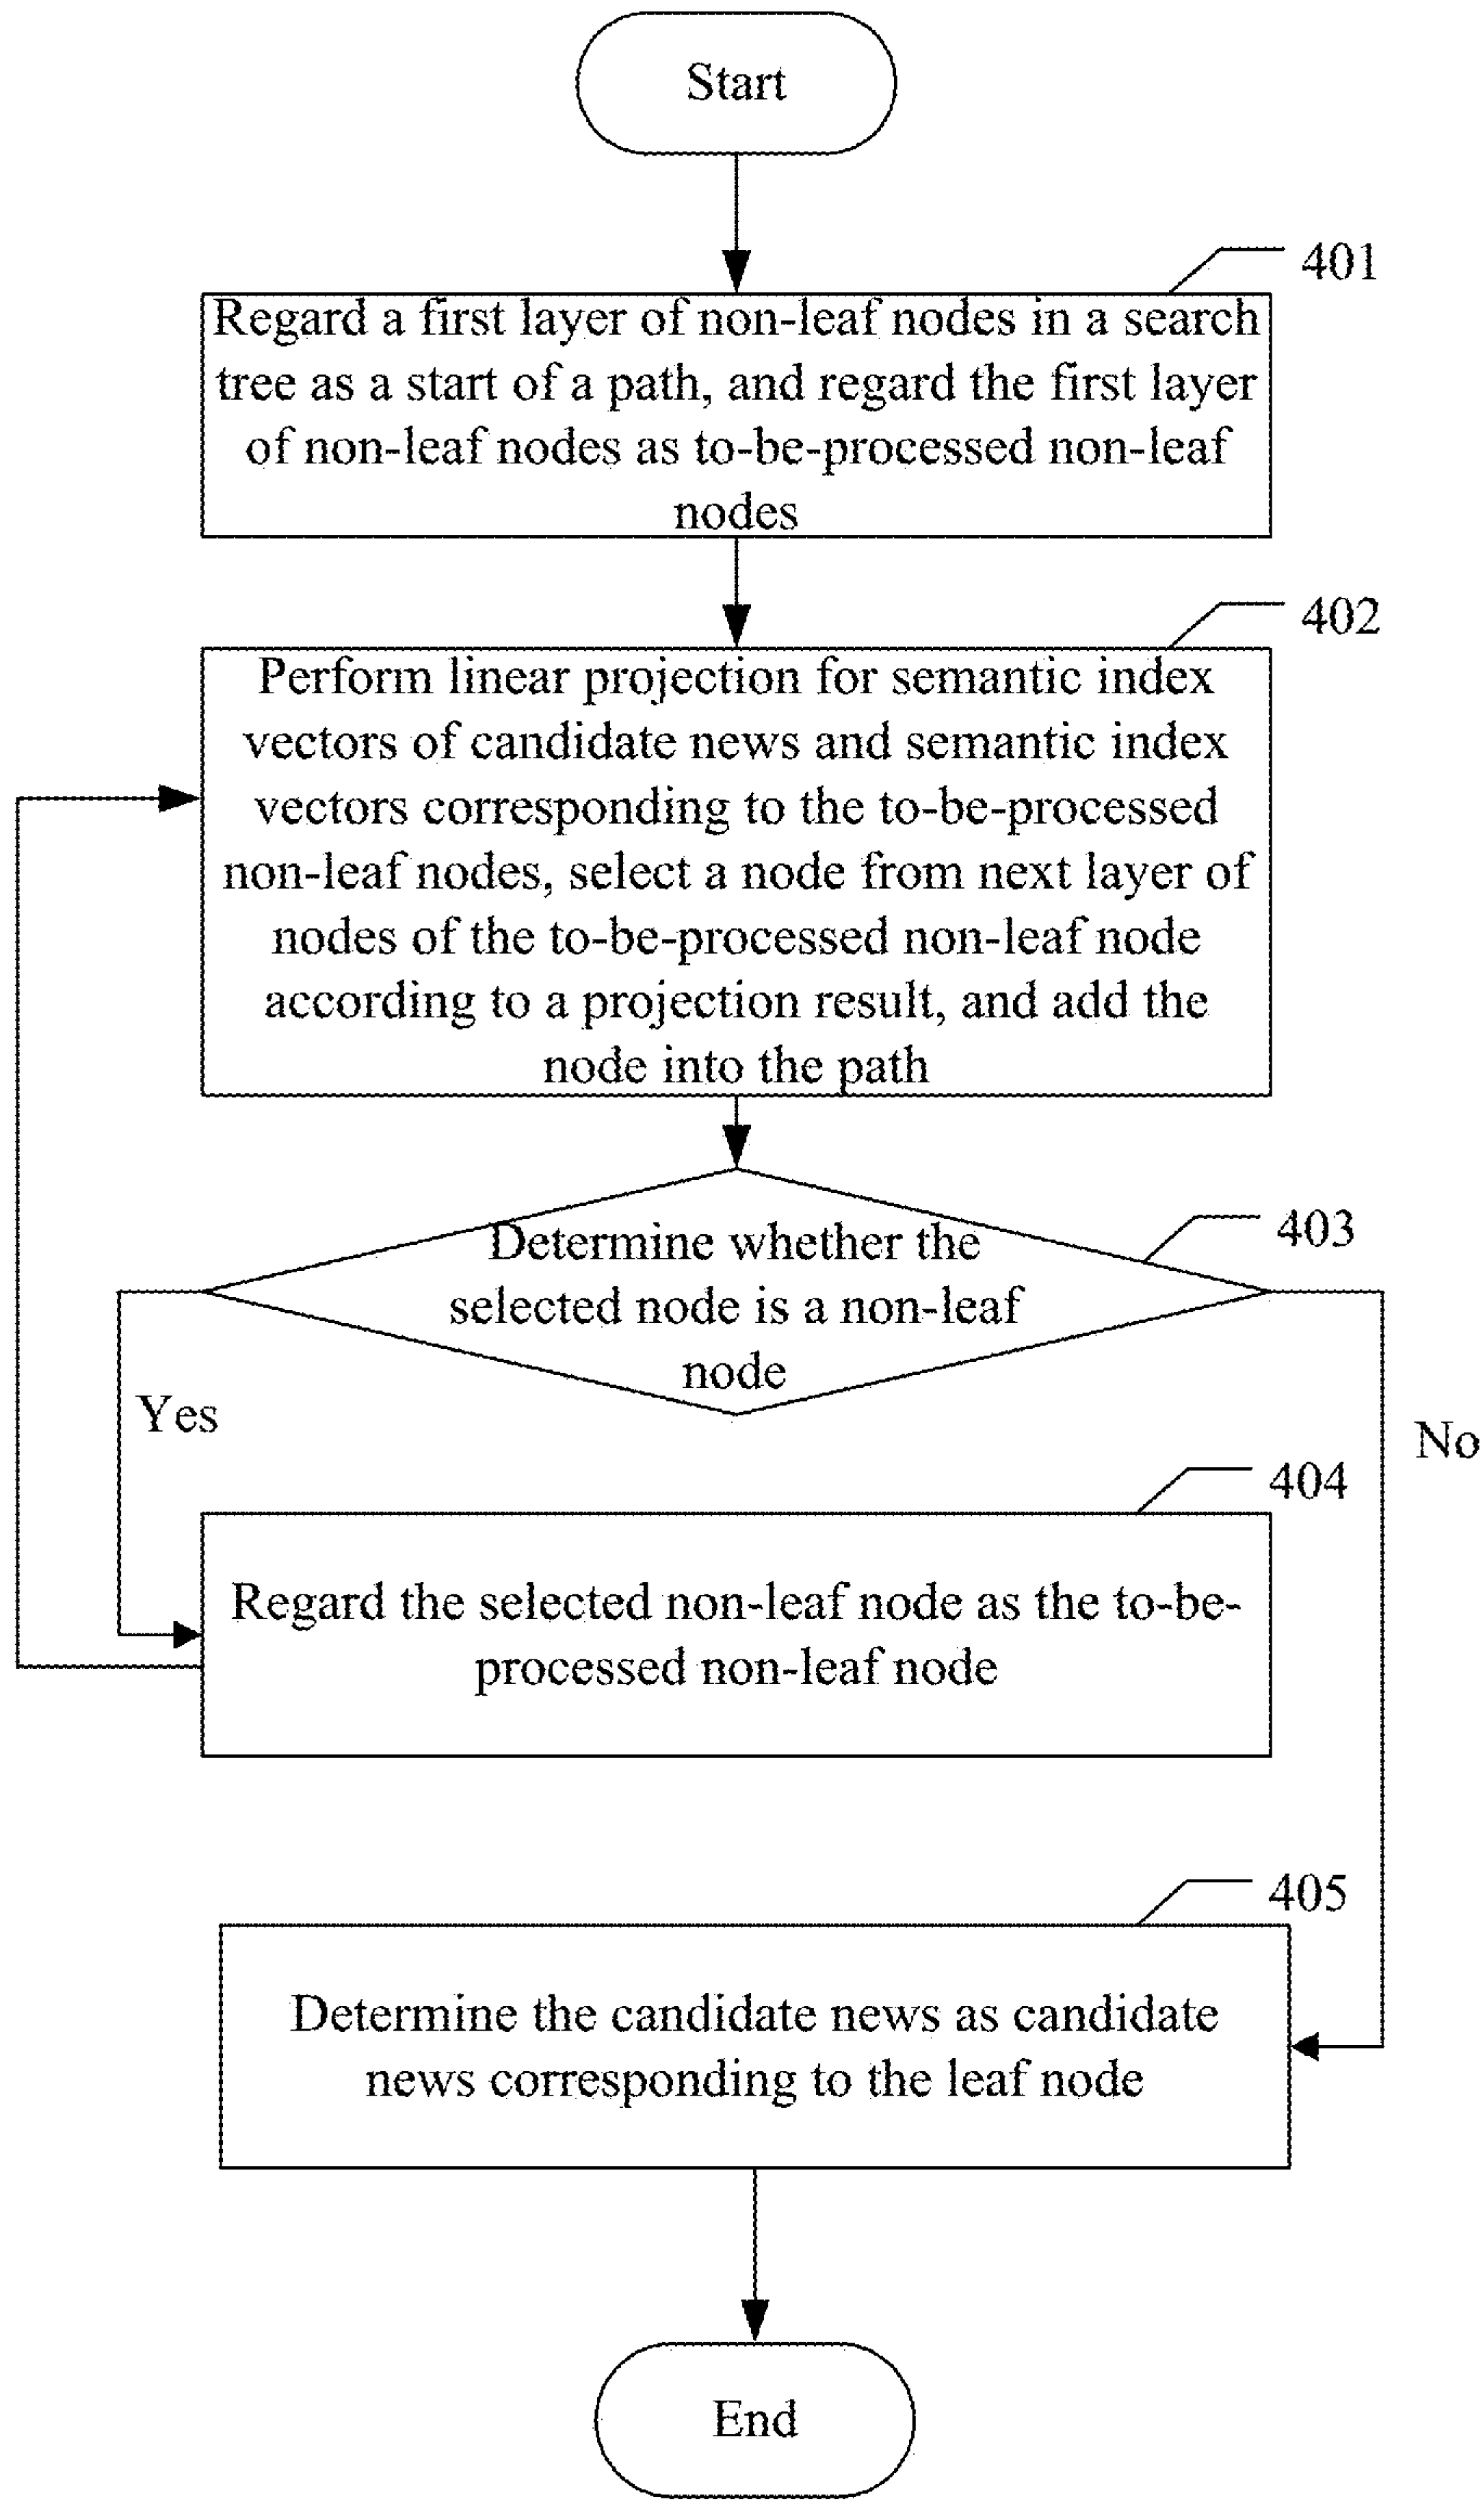 Start
401
Regard a first layer of non-leaf nodes in a search
tree as a start of a path, and regard the first layer
of non-leaf nodes as to-be-processed non-leaf
nodes
402
Perform linear projection for semantic index
vectors of candidate news and semantic index
vectors corresponding to the to-be-processed
non-leaf nodes, select a node from next layer of
nodes of the to-be-processed non-leaf node
according to a projection result, and add the
node into the path
403
Determine whether the
selected node is a non-leaf
node
Yes
No
404
Regard the selected non-leaf node as the to-be-
processed non-leaf node
405
Determine the candidate news as candidate
news corresponding to the leaf node
End